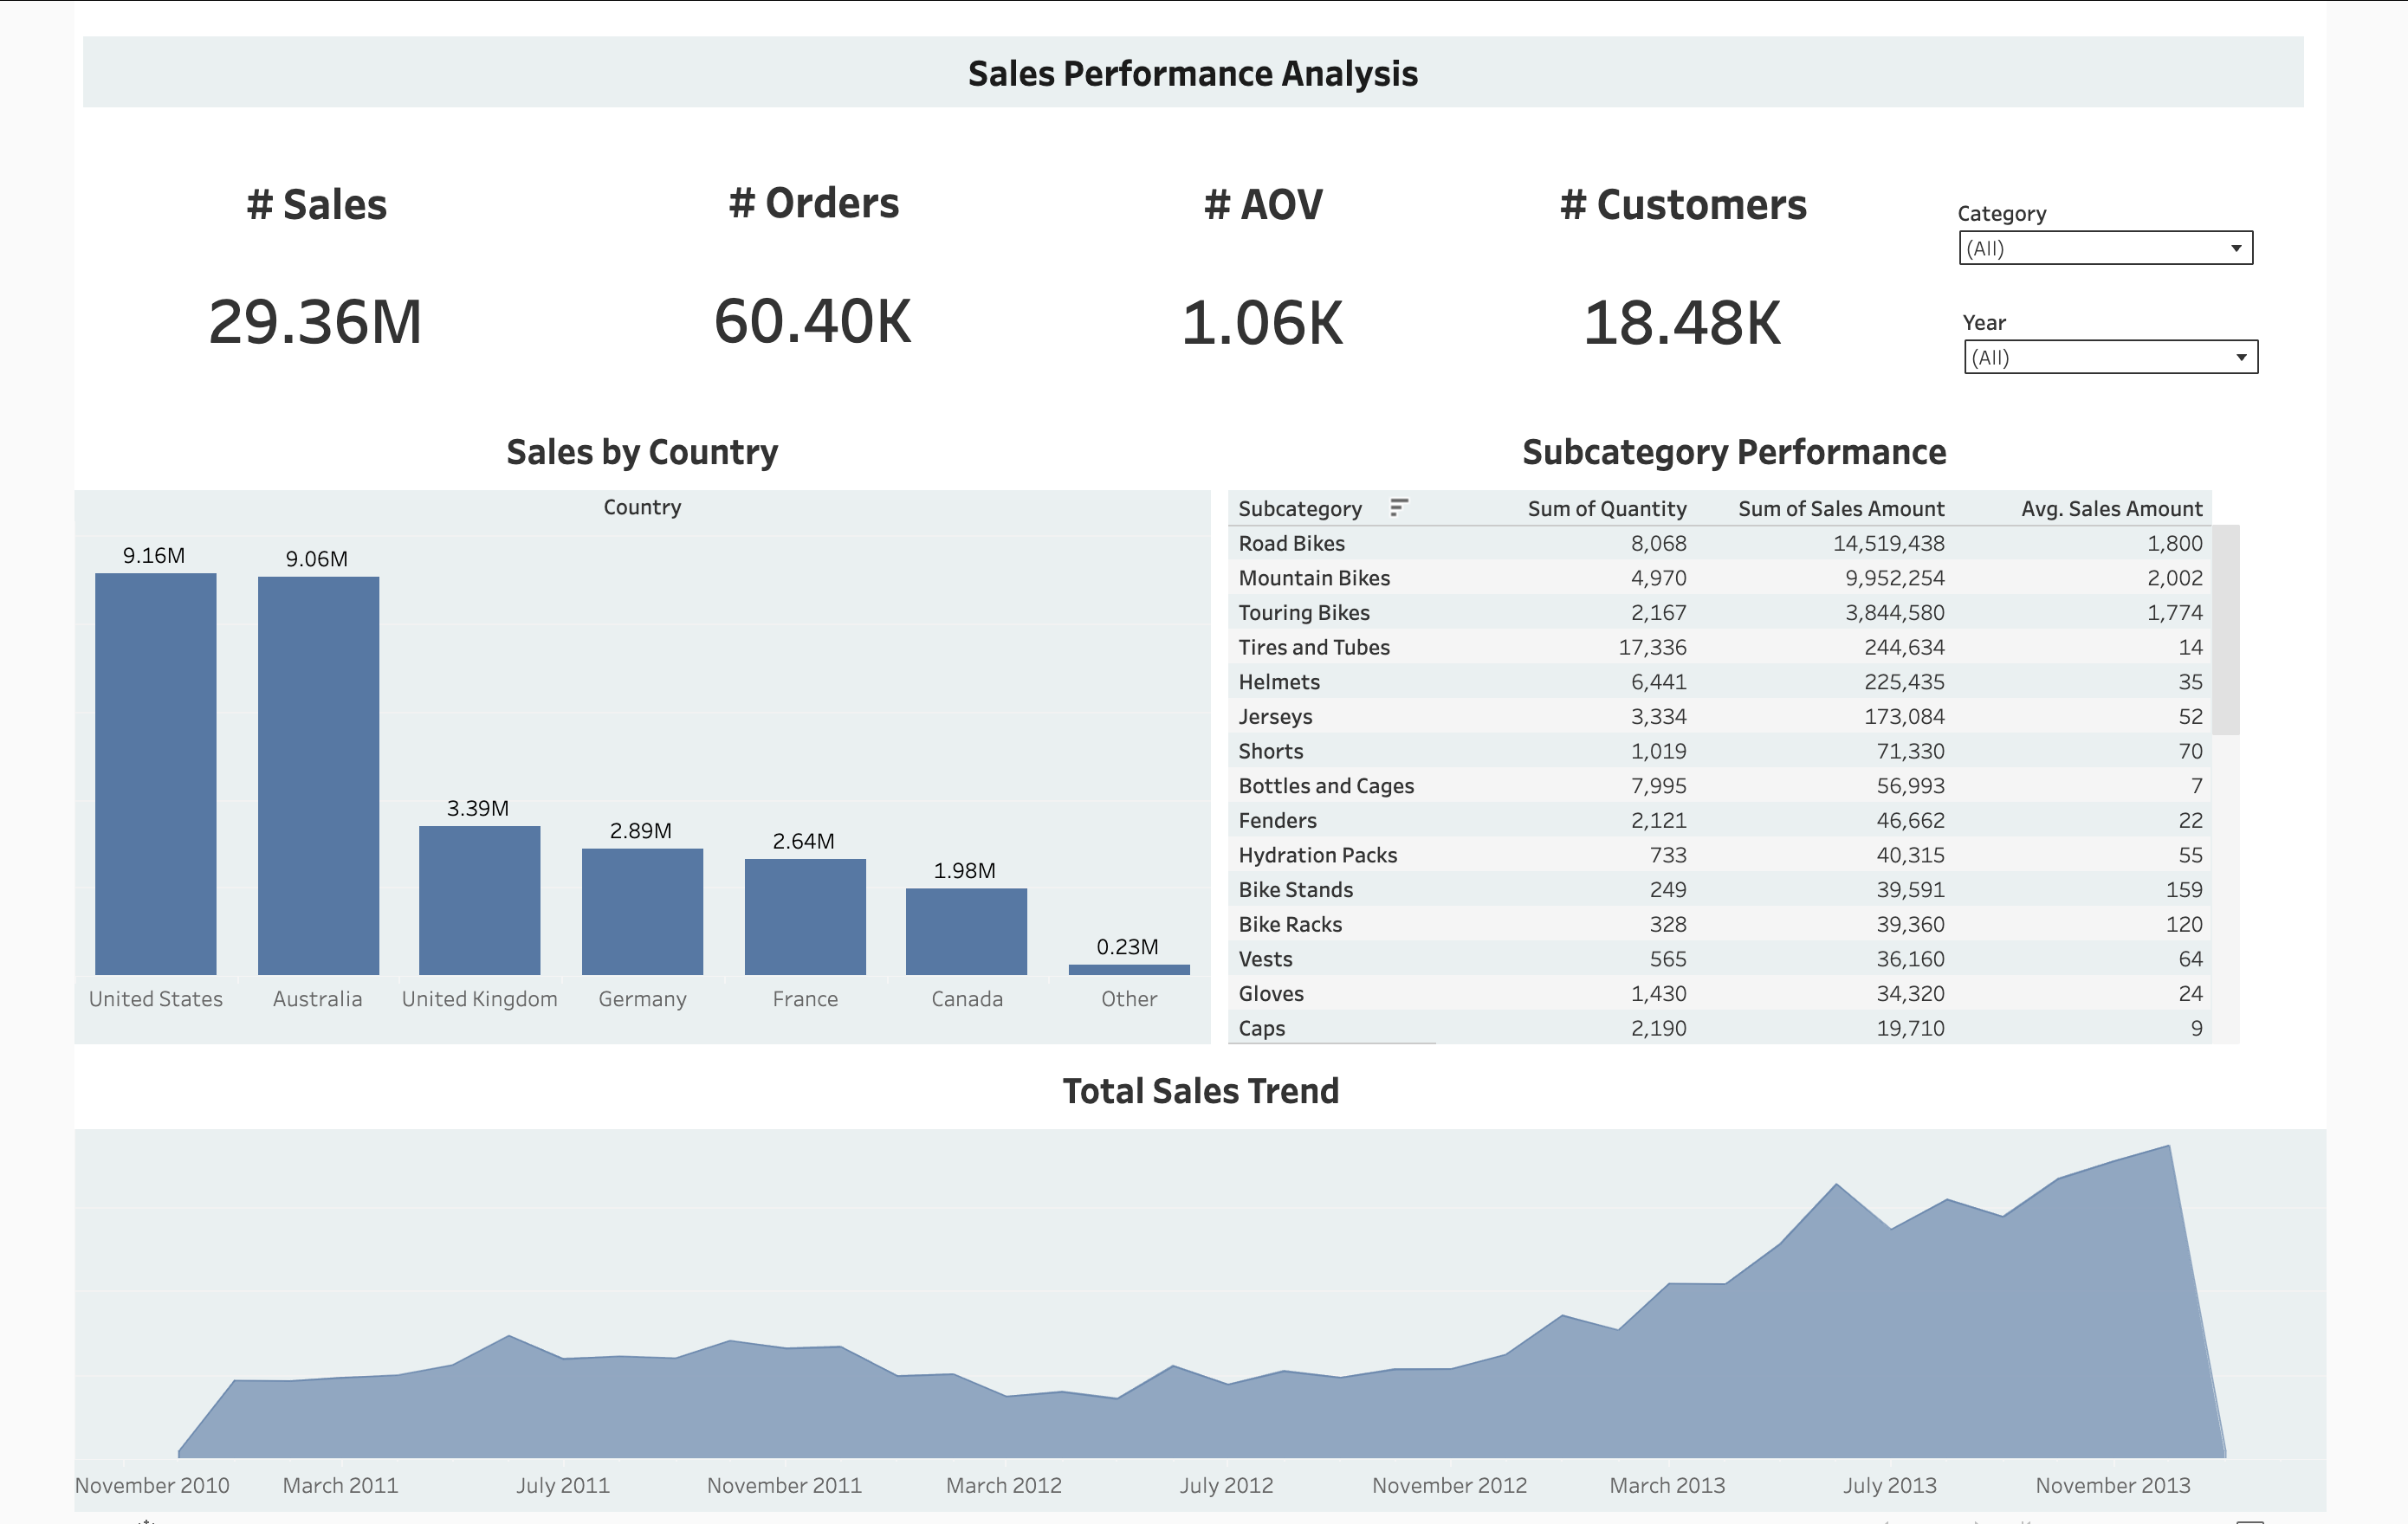 Sales Performance Analysis
# Sales
# Orders
# AOV
# Customers
29.36M
60.40K
1.06K
18.48K
Category
(All)
Year
(All)
Sales by Country
Country
9.16M
9.06M
3.39M
2.89M
2.64M
1.98M
0.23M
United States
Australia
United Kingdom
Germany
France
Canada
Other
Subcategory Performance
Subcategory Sum of Quantity Sum of Sales Amount Avg. Sales Amount
Road Bikes 8,068 14,519,438 1,800
Mountain Bikes 4,970 9,952,254 2,002
Touring Bikes 2,167 3,844,580 1,774
Tires and Tubes 17,336 244,634 14
Helmets 6,441 225,435 35
Jerseys 3,334 173,084 52
Shorts 1,019 71,330 70
Bottles and Cages 7,995 56,993 7
Fenders 2,121 46,662 22
Hydration Packs 733 40,315 55
Bike Stands 249 39,591 159
Bike Racks 328 39,360 120
Vests 565 36,160 64
Gloves 1,430 34,320 24
Caps 2,190 19,710 9
Total Sales Trend
November 2010
March 2011
July 2011
November 2011
March 2012
July 2012
November 2012
March 2013
July 2013
November 2013